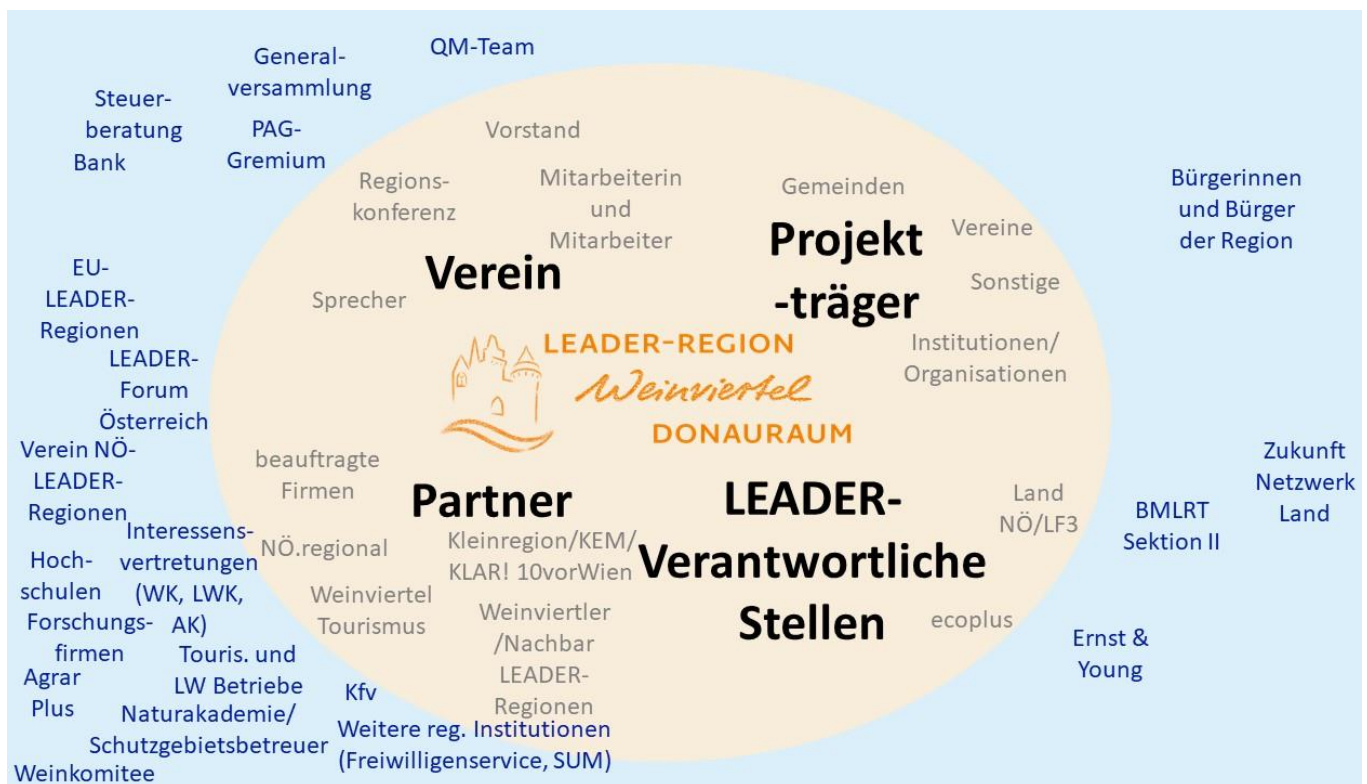 QM-Team
General-
versammlung
Steuer-
beratung
Bank
PAG-
Gremium
Vorstand
Regions-
konferenz
Mitarbeiterin
und
Mitarbeiter
Verein
Sprecher
Gemeinden
Projekt
-träger
Vereine
Sonstige
Institutionen/
Organisationen
Bürgerinnen
und Bürger
der Region
EU-
LEADER-
Regionen
LEADER-
Forum
Österreich
Verein NÖ-
LEADER-
Regionen
LEADER-REGION
Weinviertel
DONAURAUM
beauftragte
Firmen
Partner
NÖ.regional
Kleinregion/KEM/
KLAR! 10vorWien
Weinviertel
Tourismus
Weinviertler
/Nachbar
LEADER-
Regionen
LEADER-
Verantwortliche
Stellen
Land
NÖ/LF3
ecoplus
Zukunft
Netzwerk
Land
BMLRT
Sektion II
Ernst &
Young
Interessens-
vertretungen
(WK, LWK,
AK)
Hoch-
schulen
Forschungs-
firmen
Touris. und
LW Betriebe
Agrar
Plus
Kfv
Naturakademie/
Schutzgebietsbetreuer
Weitere reg. Institutionen
(Freiwilligenservice, SUM)
Weinkomitee